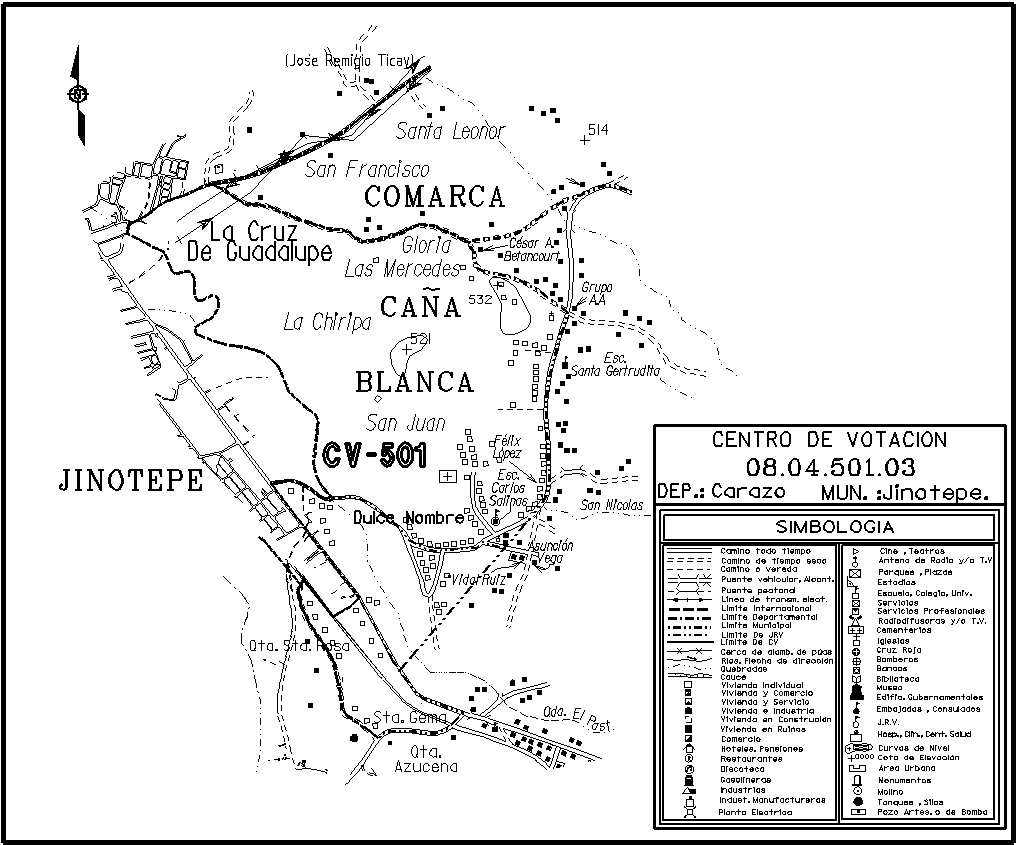 N
(Jose Remigio Ticay)
Santa Leonor
514
San Francisco
COMARCA
La Cruz
De Guadalupe
Gloria
César A.
Betancourt
Las Mercedes
532
Grupo
A.A
CAÑA
La Chiripa
521
Esc.
Santa Gertrudita
BLANCA
San Juan
Félix
López
CV-501
JINOTEPE
Esc.
Carlos
Salinas
San Nicolas
Dulce Nombre
Asunción
Vega
Vidal Ruiz
Qta. Sta. Rosa
Sta. Gema
Qda. El Past.
Qta.
Azucena
CENTRO DE VOTACION
08.04.501.03
DEP.: Carazo MUN. :Jinotepe.
SIMBOLOGIA
Camino todo tiempo
Camino de tiempo seco
Camino o vereda
Puente vehicular, Alcant.
Puente peatonal
Linea de transm. elect.
Limite Internacional
Limite Departamental
Limite Municipal
Limite De JRV
Limite De CV
Cerca de alamb. de púas
Rios, Flecha de dirección
Quebradas
Cauce
Vivienda Individual
Vivienda y Comercio
Vivienda y Servicio
Vivienda e Industria
Vivienda en Construción
Vivienda en Ruinas
Comercio
Hoteles, Pensiones
Restaurantes
Discoteca
Gasolineras
Industrias
Indust. Manufactureras
Planta Electrica
Cine , Teatros
Antena de Radio y/o T.V
Parques , Plazas
Estadios
Escuela, Colegio, Univ.
Servicios
Servicios Profesionales
Radiodifusoras y/o T.V.
Cementerios
Iglesias
Cruz Roja
Bomberos
Bancos
Biblioteca
Museo
Edific. Gubernamentales
Embajadas , Consulados
J.R.V.
Hosp., Clin., Cent. Salud
Curvas de Nivel
Cota de Elevación
Area Urbana
Monumentos
Molino
Tanques , Silos
Pozo Artes. o de Bomba